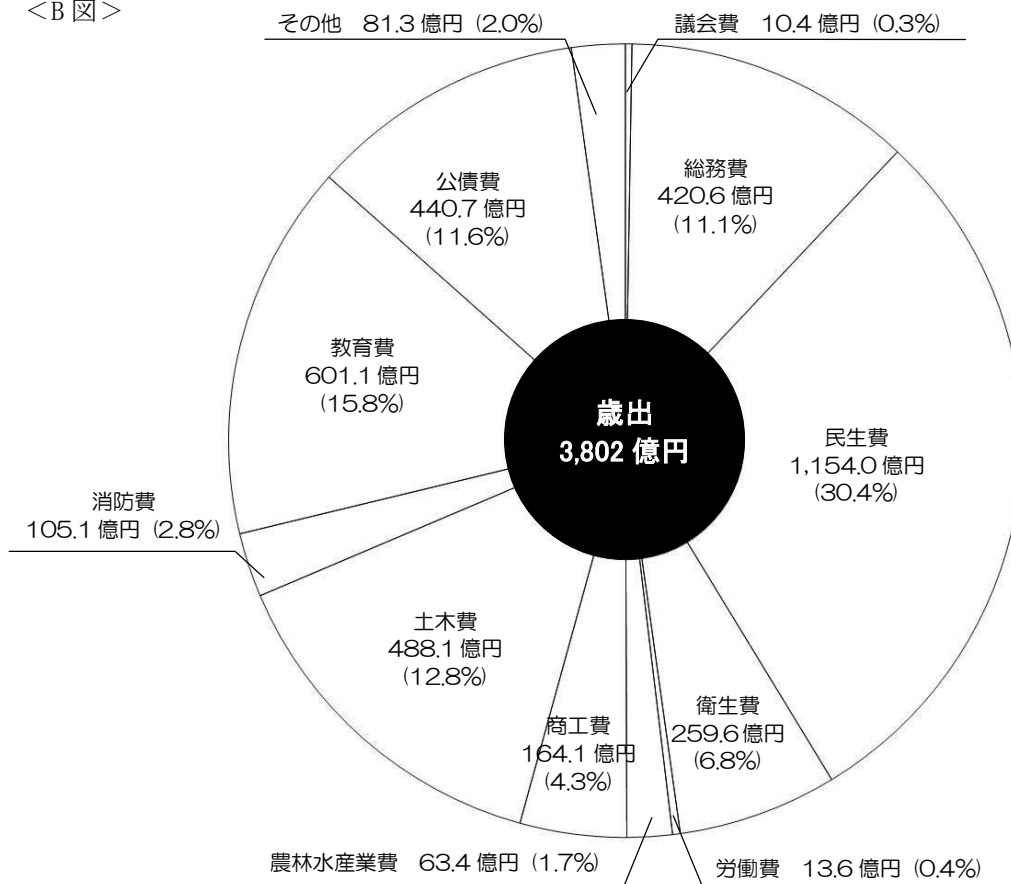 <B図>
その他 81.3億円 (2.0%)
議会費 10.4億円 (0.3%)
総務費
420.6億円
(11.1%)
公債費
440.7億円
(11.6%)
教育費
601.1億円
(15.8%)
歳出
3,802億円
民生費
1,154.0億円
(30.4%)
消防費
105.1億円 (2.8%)
土木費
488.1億円
(12.8%)
商工費
164.1億円
(4.3%)
衛生費
259.6億円
(6.8%)
農林水産業費 63.4億円 (1.7%)
労働費 13.6億円 (0.4%)